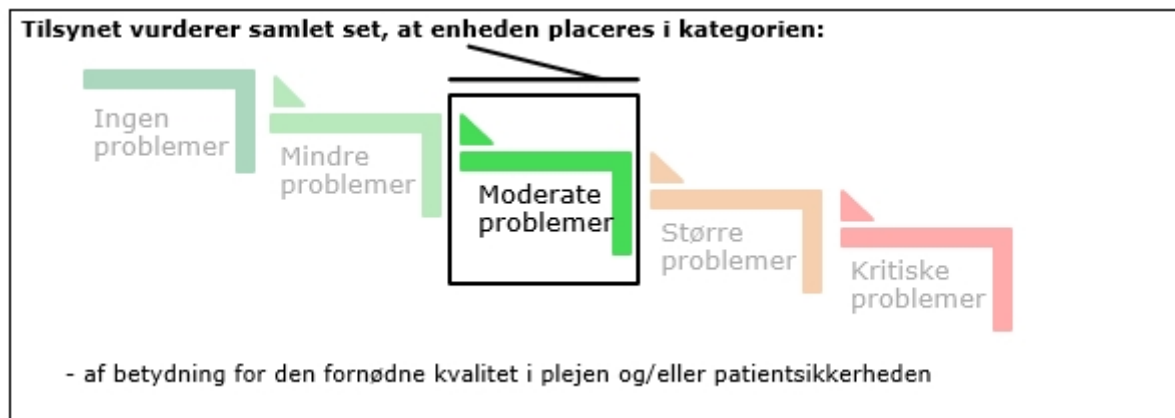 Tilsynet vurderer samlet set, at enheden placeres i kategorien:
Ingen
problemer
Mindre
problemer
Moderate
problemer
Større
problemer
Kritiske
problemer
- af betydning for den fornødne kvalitet i plejen og/eller patientsikkerheden